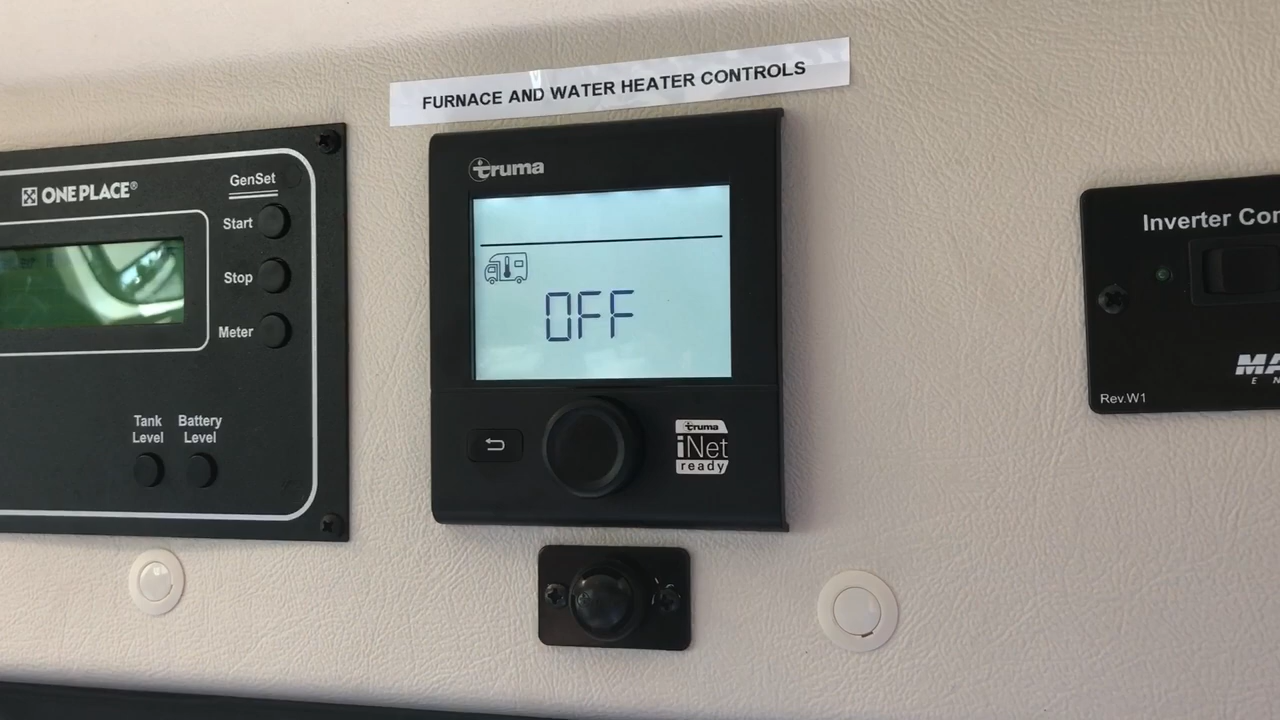 FURNACE AND WATER HEATER CONTROLS
ONE PLACE®
GenSet
Start
Stop
Meter
Tank
Level
Battery
Level
truma
OFF
truma
iNet
ready
Inverter Con
MA
E N
Rev.W1